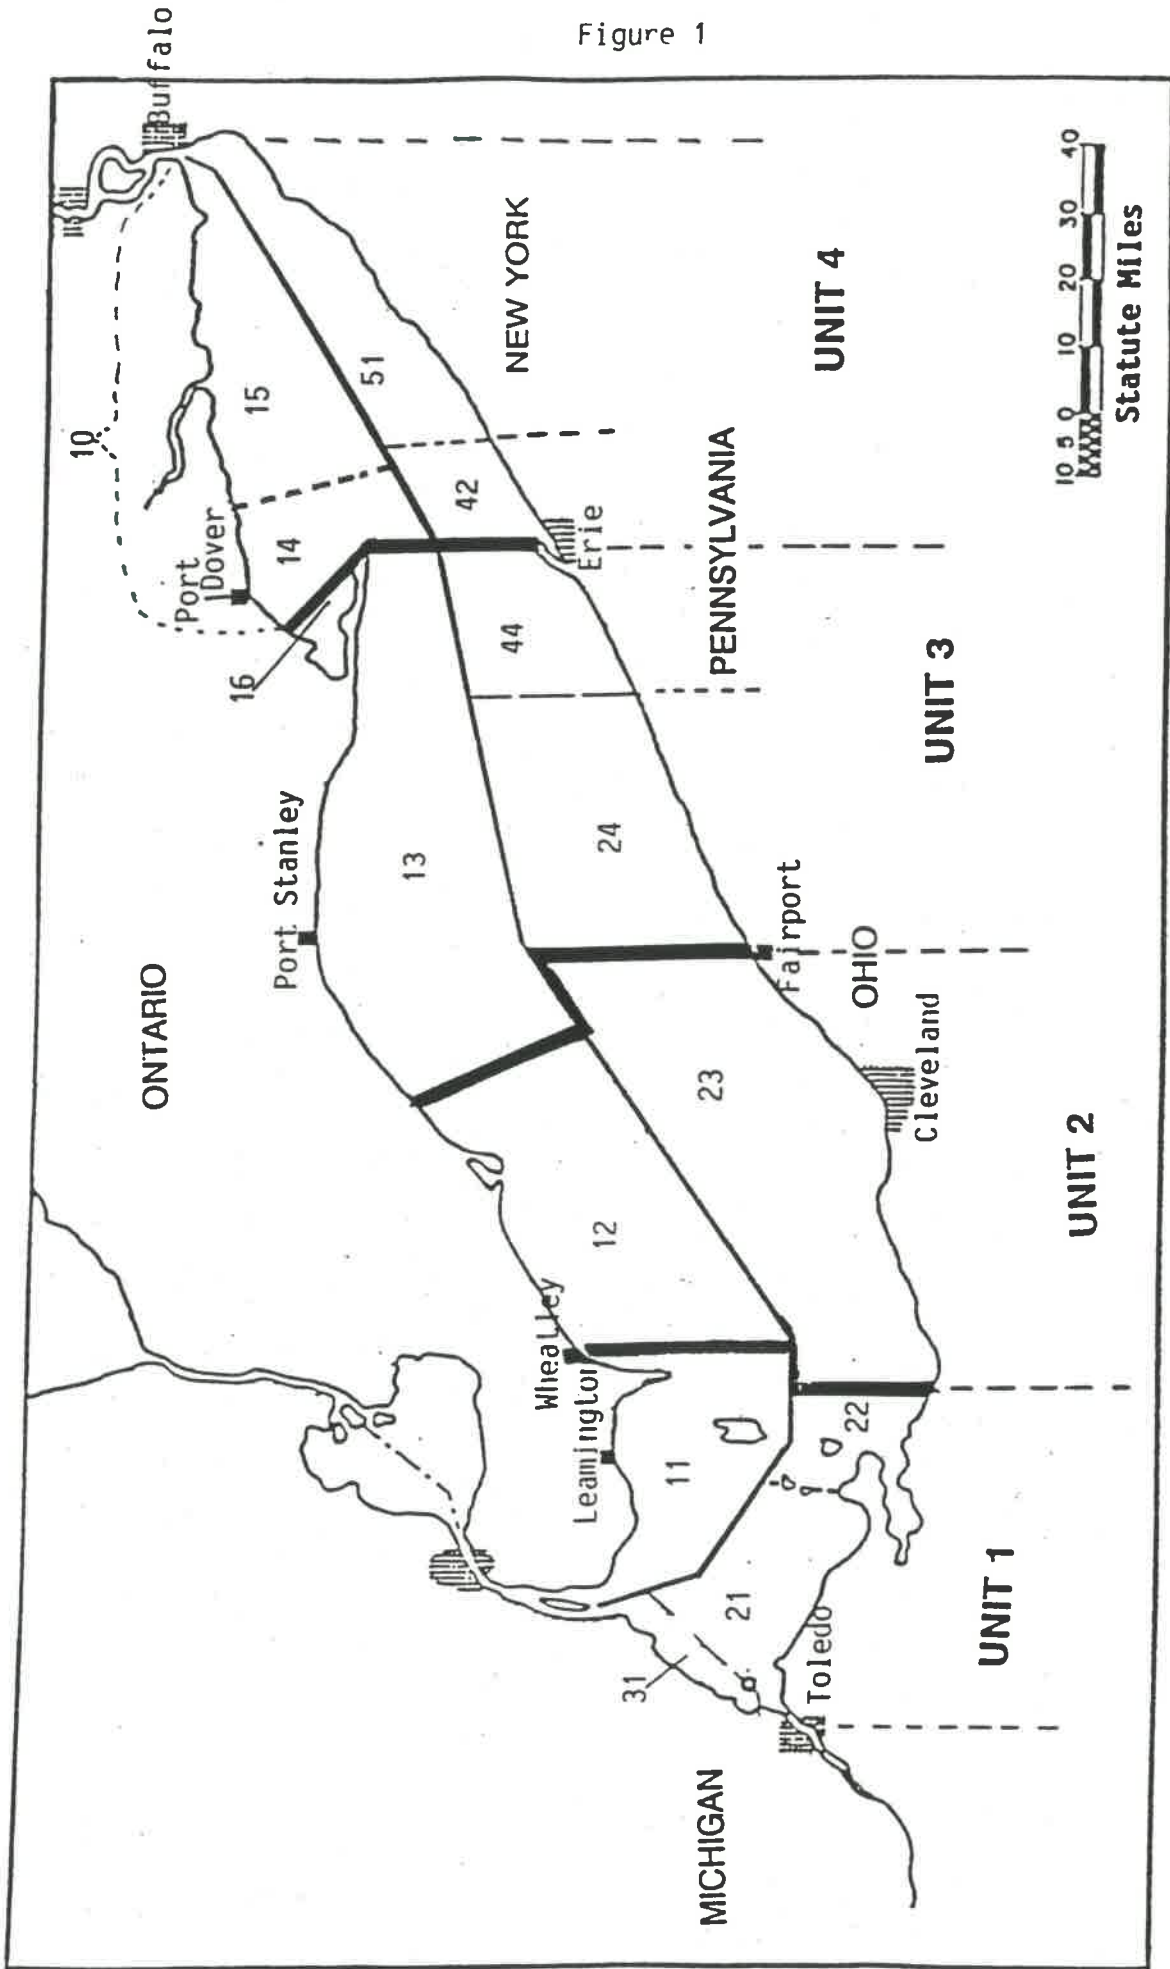 Figure 1
Buffalo
10
ONTARIO
Port
Dover
15
14
16
51
NEW YORK
42
Erie
Port Stanley
13
44
PENNSYLVANIA
24
Fairport
OHIO
23
Cleveland
12
Wheatley
Leamington
11
22
21
31
Toledo
MICHIGAN
UNIT 1
UNIT 2
UNIT 3
UNIT 4
10 5 0 10 20 30 40
Statute Miles